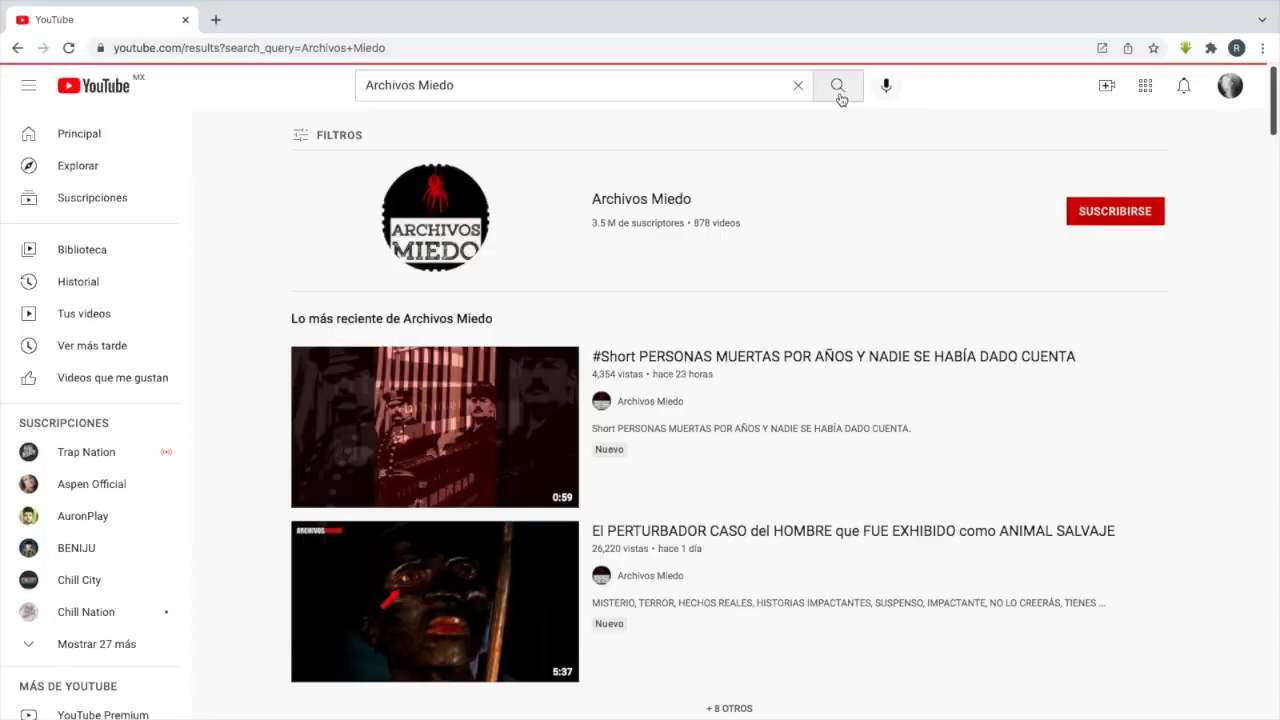 YouTube
youtube.com/results?search_query=Archivos+Miedo
R
YouTube MX
Archivos Miedo
Principal
Explorar
Suscripciones
Biblioteca
Historial
Tus videos
Ver más tarde
Videos que me gustan
SUSCRIPCIONES
Trap Nation
Aspen Official
AuronPlay
BENIJU
Chill City
Chill Nation
Mostrar 27 más
MÁS DE YOUTUBE
YouTube Premium
FILTROS
ARCHIVOS
MIEDO
Archivos Miedo
3.5 M de suscriptores • 878 videos
SUSCRIBIRSE
Lo más reciente de Archivos Miedo
0:59
#Short PERSONAS MUERTAS POR AÑOS Y NADIE SE HABÍA DADO CUENTA
4,354 vistas • hace 23 horas
Archivos Miedo
Short PERSONAS MUERTAS POR AÑOS Y NADIE SE HABÍA DADO CUENTA.
Nuevo
ARCHIVOSMIEDO
5:37
El PERTURBADOR CASO del HOMBRE que FUE EXHIBIDO como ANIMAL SALVAJE
26,220 vistas • hace 1 día
Archivos Miedo
MISTERIO, TERROR, HECHOS REALES, HISTORIAS IMPACTANTES, SUSPENSO, IMPACTANTE, NO LO CREERÁS, TIENES ...
Nuevo
+ 8 OTROS